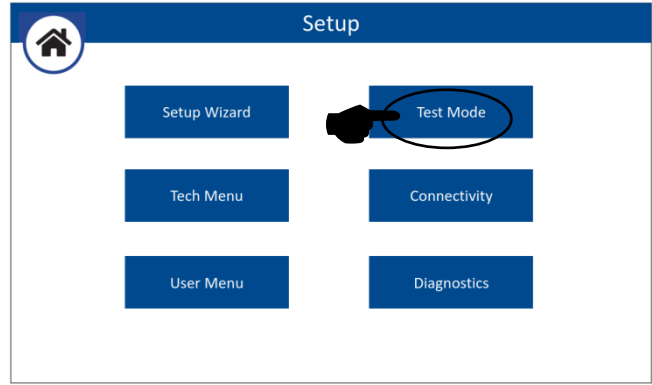 Setup
Setup Wizard
Test Mode
Tech Menu
Connectivity
User Menu
Diagnostics